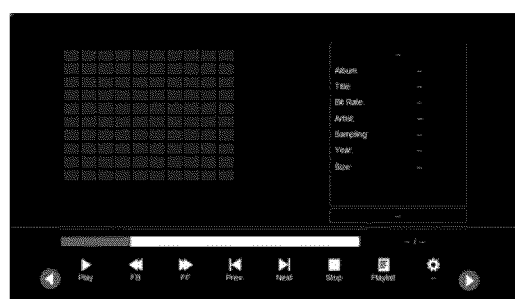 Album --
Title --
Bit Rate --
Artist --
Sampling --
Year --
Size --
--
-- / --
Play FB FF Prev. Next Stop Playlist --